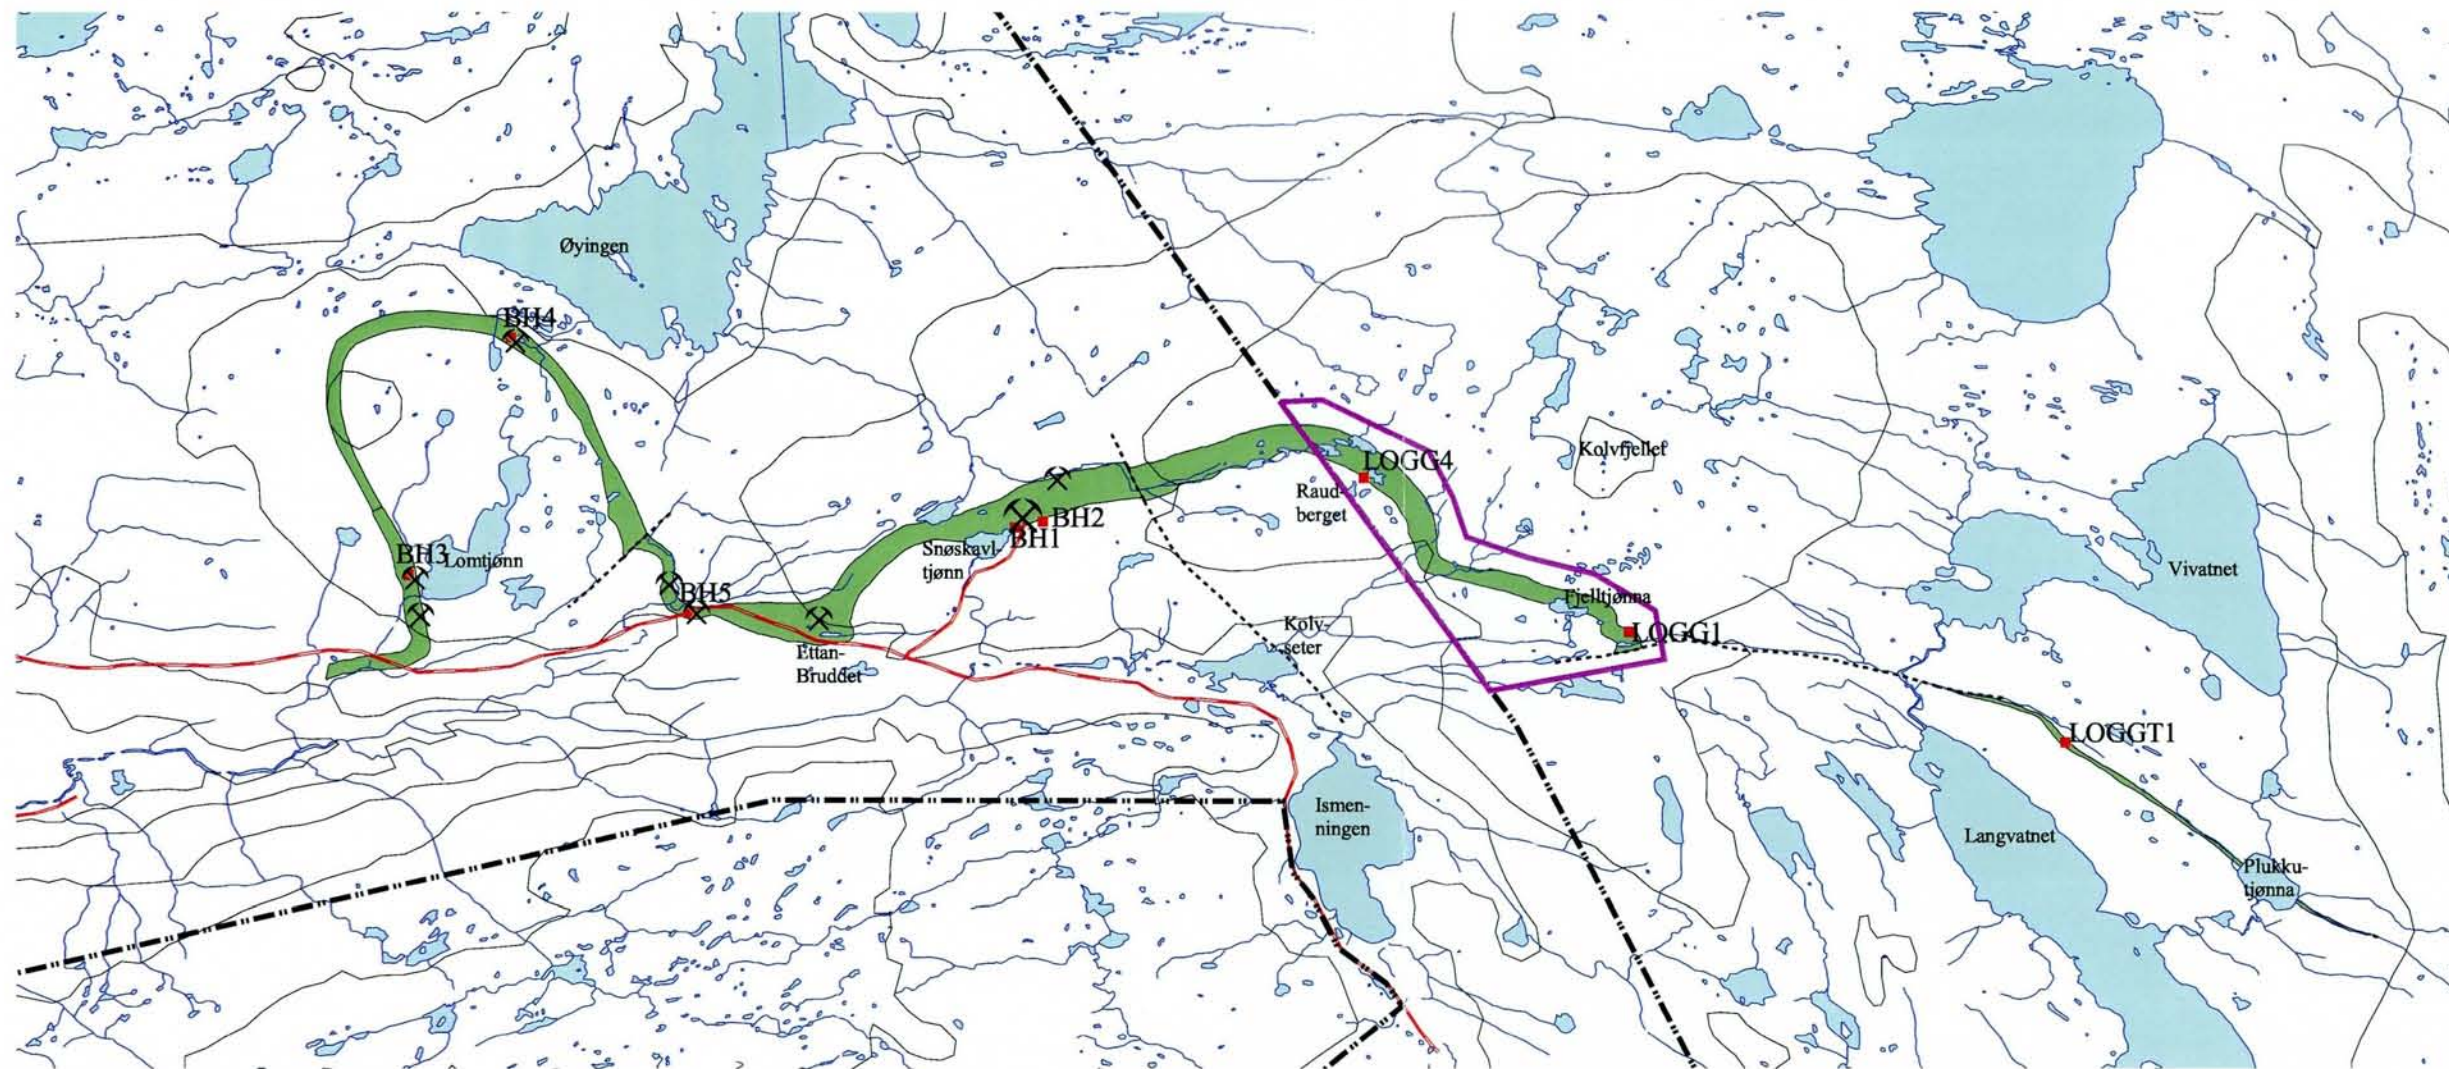 Øyingen
BH4
Kolvfjellet
LOGG4
Raud-
berget
BH2
BH1
Snøskavl-
tjønn
BH3
Lomtjønn
Vivatnet
BH5
Fjelltjønna
LOGG1
Kolv-
seter
Ettan-
Bruddet
LOGGT1
Ismen-
ningen
Langvatnet
Plukku-
tjønna